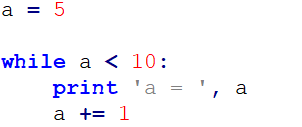 a = 5
while a < 10:
    print 'a = ', a
    a += 1